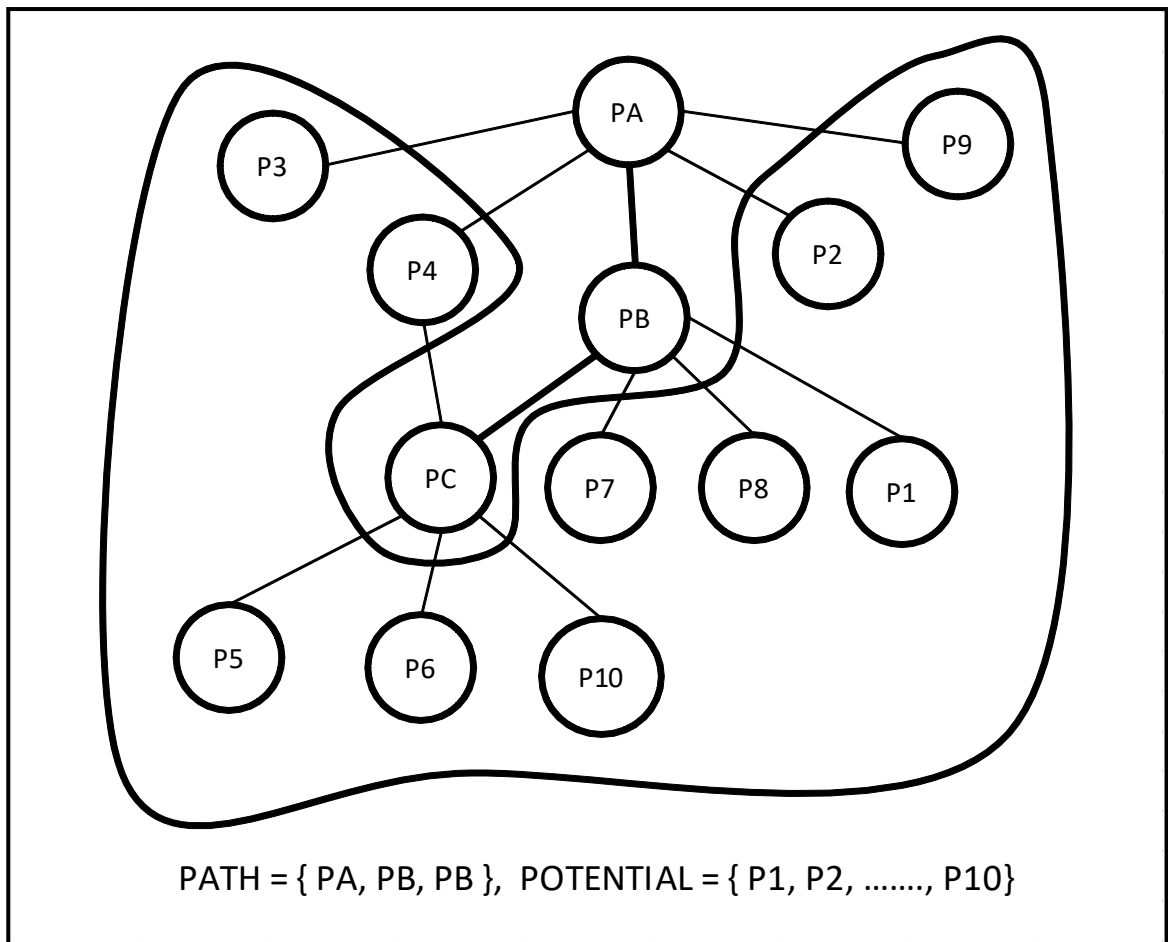 PA
P9
P3
P2
P4
PB
PC
P7
P8
P1
P5
P6
P10
PATH = { PA, PB, PB }, POTENTIAL = { P1, P2, ......., P10}